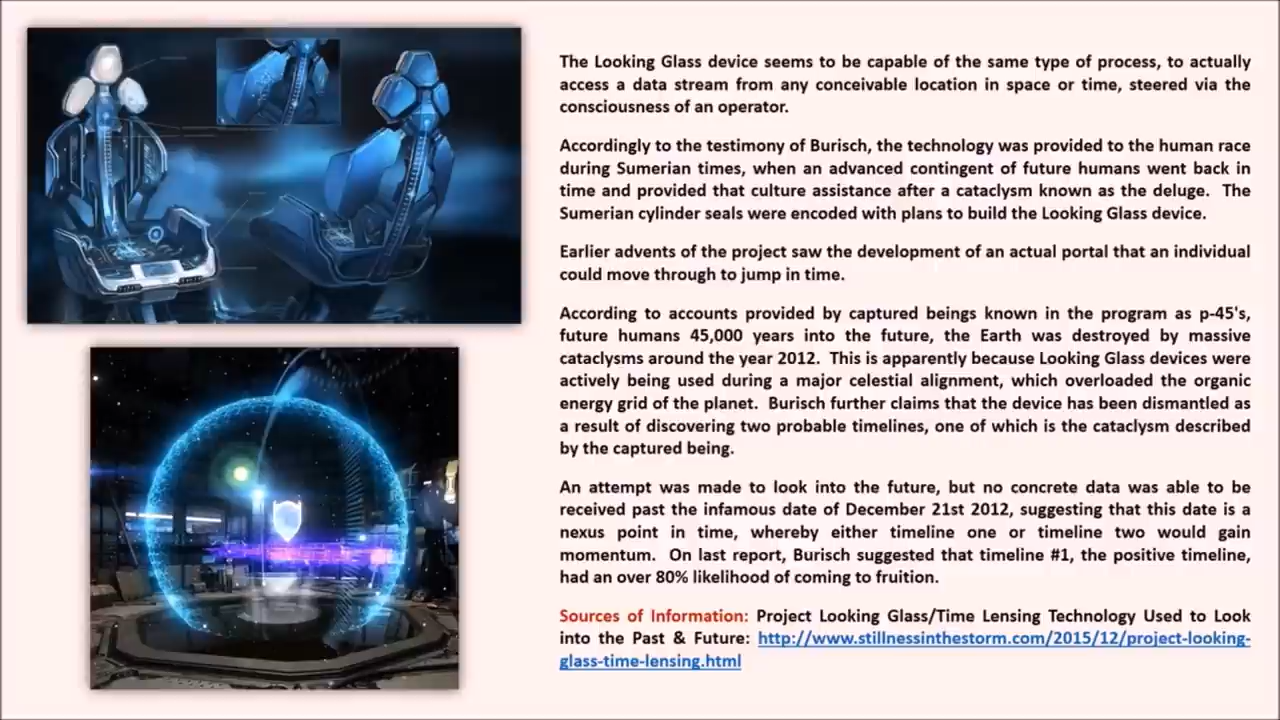 The Looking Glass device seems to be capable of the same type of process, to actually
access a data stream from any conceivable location in space or time, steered via the
consciousness of an operator.
Accordingly to the testimony of Burisch, the technology was provided to the human race
during Sumerian times, when an advanced contingent of future humans went back in
time and provided that culture assistance after a cataclysm known as the deluge. The
Sumerian cylinder seals were encoded with plans to build the Looking Glass device.
Earlier advents of the project saw the development of an actual portal that an individual
could move through to jump in time.
According to accounts provided by captured beings known in the program as p-45's,
future humans 45,000 years into the future, the Earth was destroyed by massive
cataclysms around the year 2012. This is apparently because Looking Glass devices were
actively being used during a major celestial alignment, which overloaded the organic
energy grid of the planet. Burisch further claims that the device has been dismantled as
a result of discovering two probable timelines, one of which is the cataclysm described
by the captured being.
An attempt was made to look into the future, but no concrete data was able to be
received past the infamous date of December 21st 2012, suggesting that this date is a
nexus point in time, whereby either timeline one or timeline two would gain
momentum. On last report, Burisch suggested that timeline #1, the positive timeline,
had an over 80% likelihood of coming to fruition.
Sources of Information: Project Looking Glass/Time Lensing Technology Used to Look
into the Past & Future: http://www.stillnessinthestorm.com/2015/12/project-looking-
glass-time-lensing.html